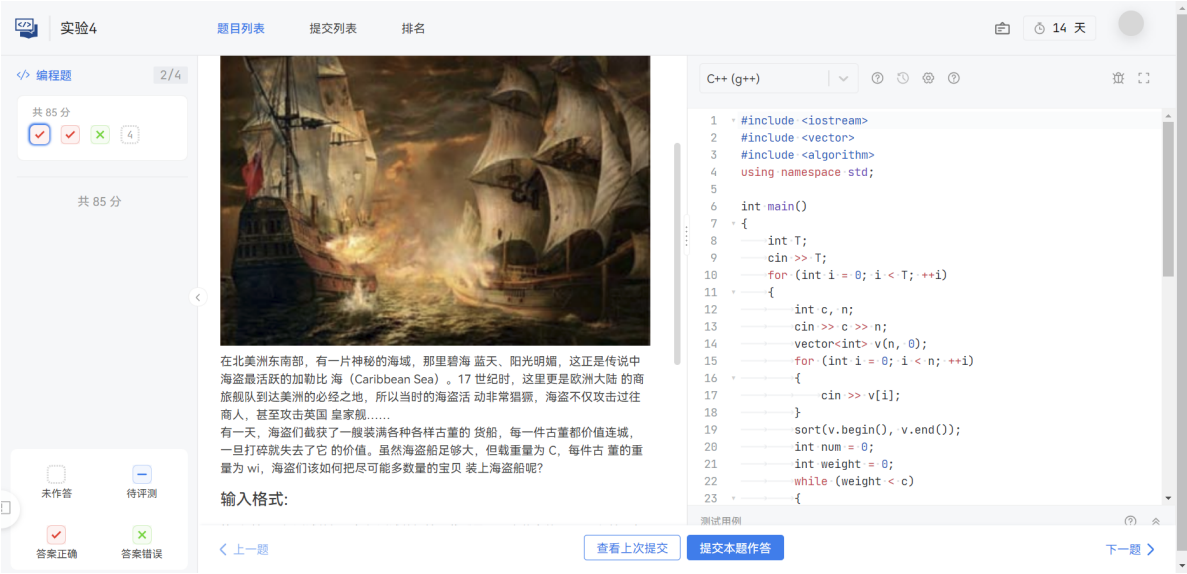 实验4
题目列表
提交列表
排名
14 天
编程题
2/4
共 85 分
4
共 85 分
未作答
待评测
答案正确
答案错误
在北美洲东南部，有一片神秘的海域，那里碧海 蓝天、阳光明媚，这正是传说中
海盗最活跃的加勒比 海（Caribbean Sea）。17 世纪时，这里更是欧洲大陆 的商
旅舰队到达美洲的必经之地，所以当时的海盗活 动非常猖獗，海盗不仅攻击过往
商人，甚至攻击英国 皇家舰……
有一天，海盗们截获了一艘装满各种各样古董的 货船，每一件古董都价值连城，
一旦打碎就失去了它 的价值。虽然海盗船足够大，但载重量为 C，每件古 董的重
量为 wi，海盗们该如何把尽可能多数量的宝贝 装上海盗船呢？
输入格式:
上一题
查看上次提交
提交本题作答
下一题
C++ (g++)
1 #include <iostream>
2 #include <vector>
3 #include <algorithm>
4 using namespace std;
5
6 int main()
7 {
8 int T;
9 cin >> T;
10 for (int i = 0; i < T; ++i)
11 {
12 int c, n;
13 cin >> c >> n;
14 vector<int> v(n, 0);
15 for (int i = 0; i < n; ++i)
16 {
17 cin >> v[i];
18 }
19 sort(v.begin(), v.end());
20 int num = 0;
21 int weight = 0;
22 while (weight < c)
23 {
测试用例